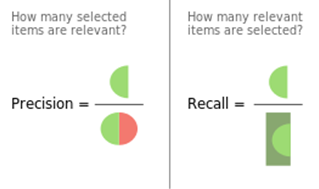 How many selected
items are relevant?
Precision =
How many relevant
items are selected?
Recall =